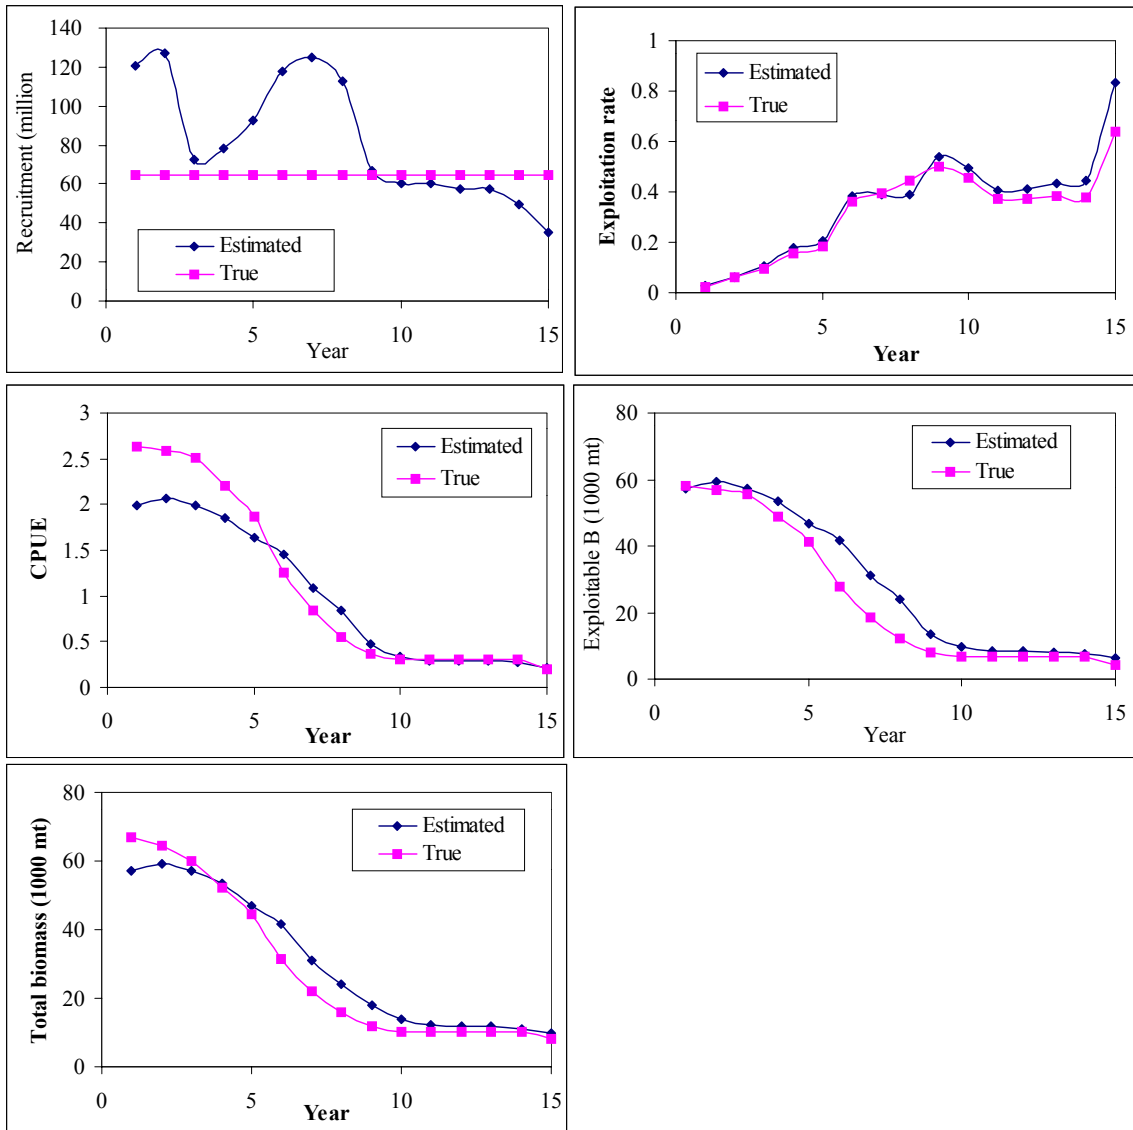 140
120
100
80
60
40
20
0
Recruitment (million
Estimated
True
0 5 10 15
Year
1
0.8
0.6
0.4
0.2
0
Exploitation rate
Estimated
True
0 5 10 15
Year
3
2.5
2
1.5
1
0.5
0
CPUE
Estimated
True
0 5 10 15
Year
80
60
40
20
0
Exploitable B (1000 mt)
Estimated
True
0 5 10 15
Year
80
60
40
20
0
Total biomass (1000 mt)
Estimated
True
0 5 10 15
Year